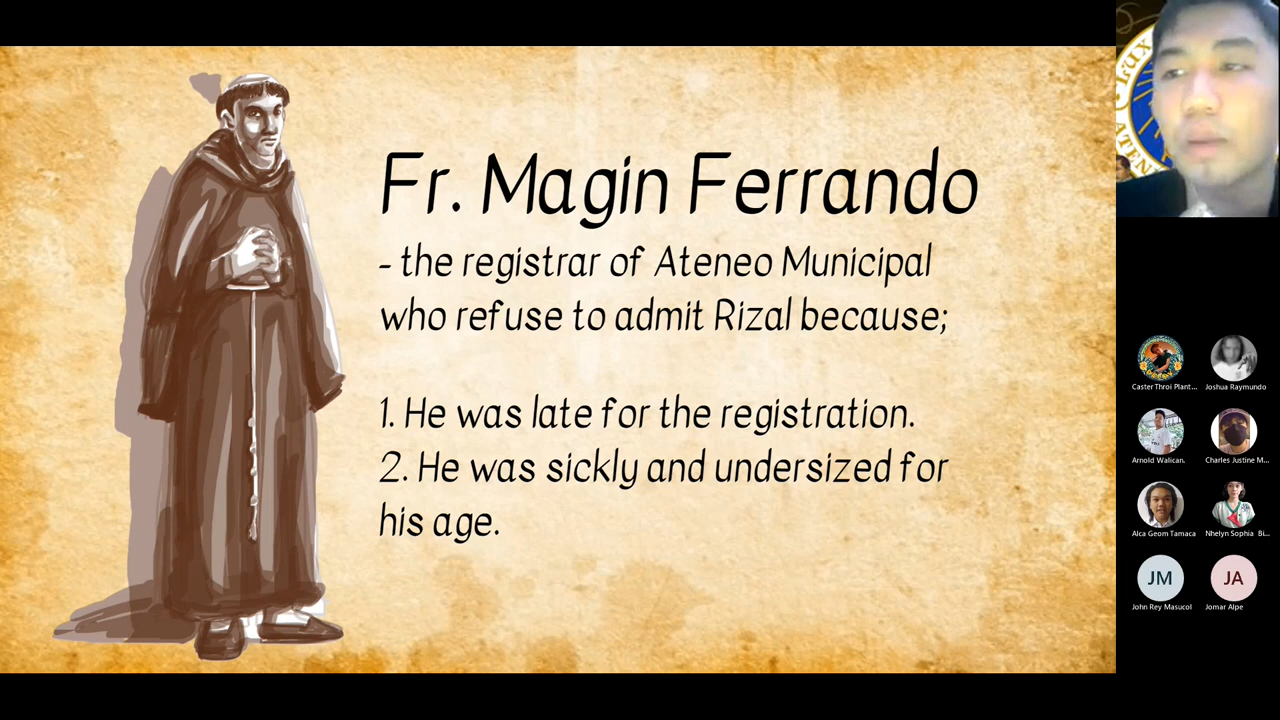 Fr. Magin Ferrando
- the registrar of Ateneo Municipal
who refuse to admit Rizal because;
1. He was late for the registration.
2. He was sickly and undersized for
his age.
LUX
ATEN
Caster Throi Plant...
Joshua Raymundo
Arnold Walican.
Charles Justine M...
Alca Geom Tamaca
Nhelyn Sophia Bi...
JM
JA
John Rey Masucol
Jomar Alpe